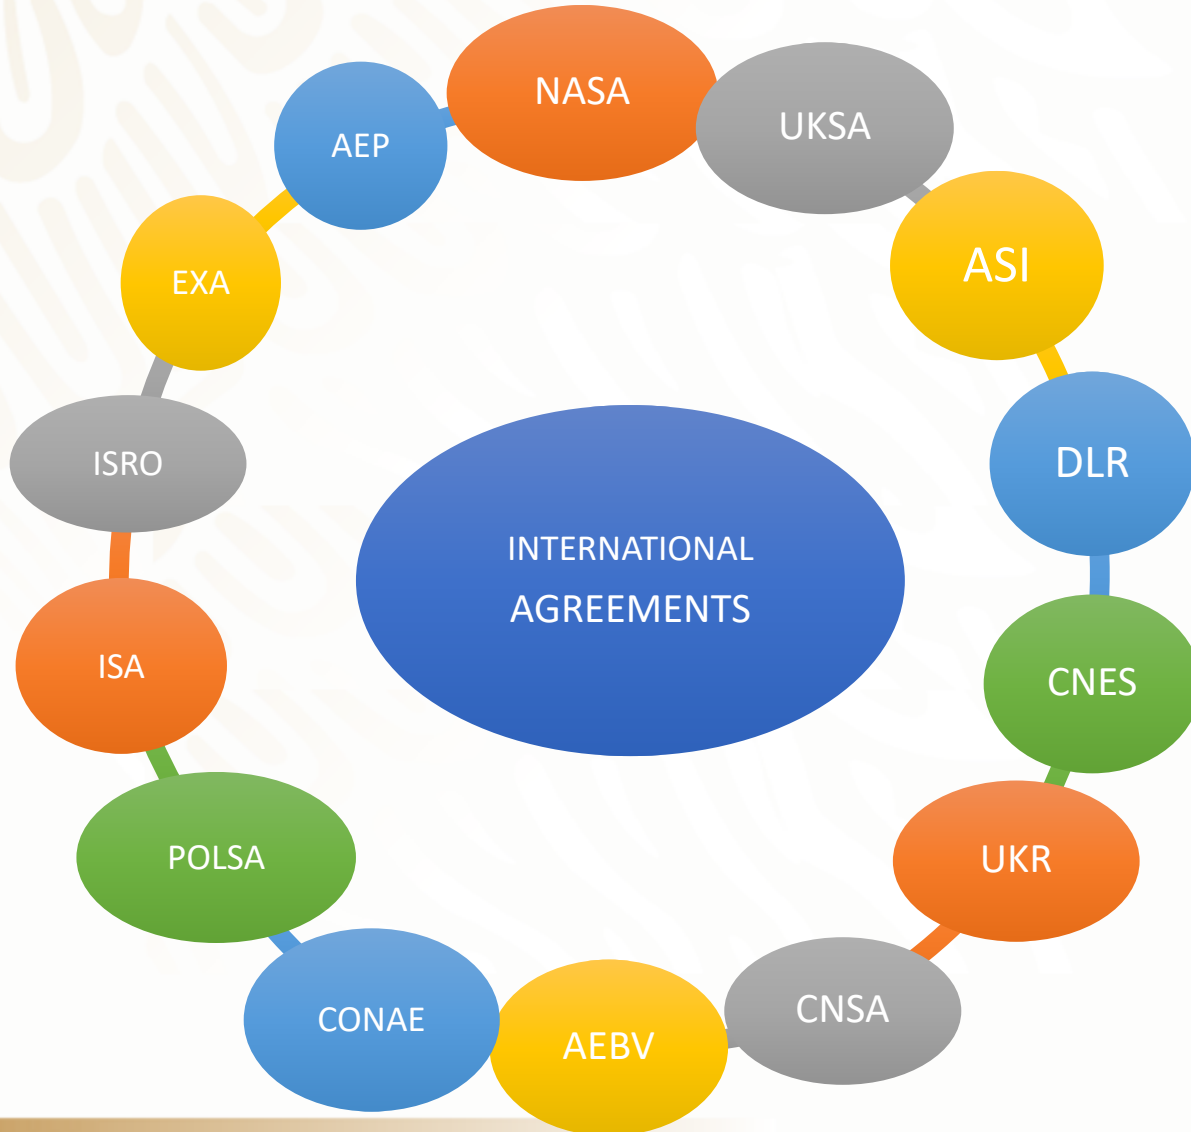 NASA
UKSA
ASI
DLR
CNES
UKR
CNSA
AEBV
CONAE
POLSA
ISA
ISRO
EXA
AEP
INTERNATIONAL
AGREEMENTS